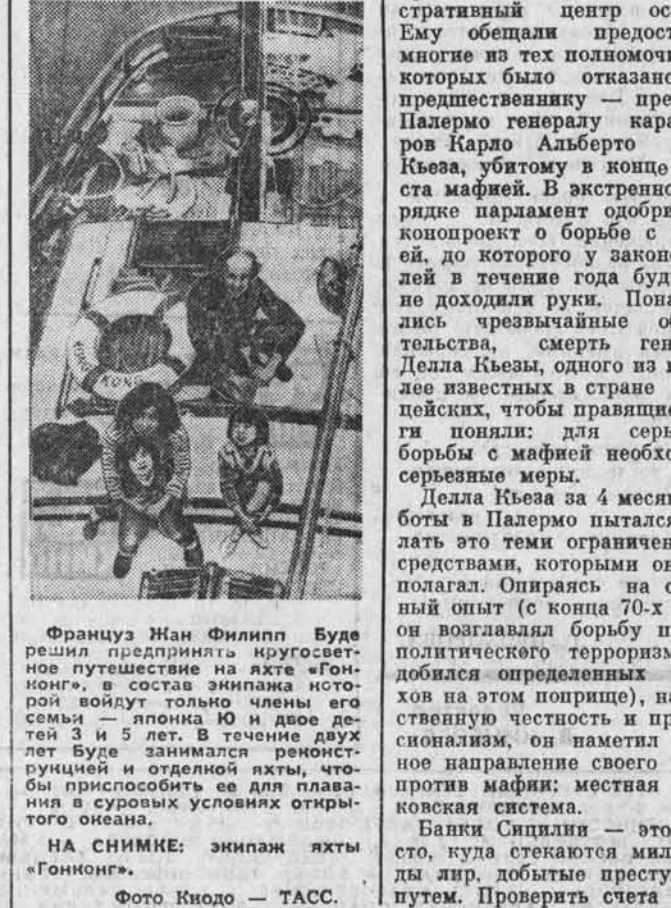 KONG
KONG
Француз Жан Филипп Буде
решил предпринять кругосвет-
ное путешествие на яхте «Гон-
конг», в состав экипажа кото-
рой войдут только члены его
семьи — японка Ю и двое де-
тей 3 и 5 лет. В течение двух
лет Буде занимался реконст-
рукцией и отделкой яхты, что-
бы приспособить ее для плава-
ния в суровых условиях откры-
того океана.
НА СНИМКЕ: экипаж яхты
«Гонконг».
Фото Киодо — ТАСС.
стративный центр ос
Ему обещали предост
многие из тех полномочи
которых было отказано
предшественнику — пре
Палермо генералу кара
ров Карло Альберто
Кьеза, убитому в конце
ста мафией. В экстренно
рядке парламент одобри
конопроект о борьбе с
ей, до которого у законо
лей в течение года буд
не доходили руки. Пона
лись чрезвычайные о
тельства, смерть ген
Делла Кьезы, одного из н
лее известных в стране
цейских, чтобы правящие
ги поняли: для серь
борьбы с мафией необхо
серьезные меры.
Делла Кьеза за 4 месяц
боты в Палермо пытался
лать это теми ограничен
средствами, которыми он
полагал. Опираясь на с
ный опыт (с конца 70-х
он возглавлял борьбу п
политического терроризм
добился определенных
хов на этом поприще), на
ственную честность и пр
сионализм, он наметил
ное направление своего
против мафии: местная
ковская система.
Банки Сицилии — это
сто, куда стекаются мил
ды лир, добытые престу
путем. Проверить счета